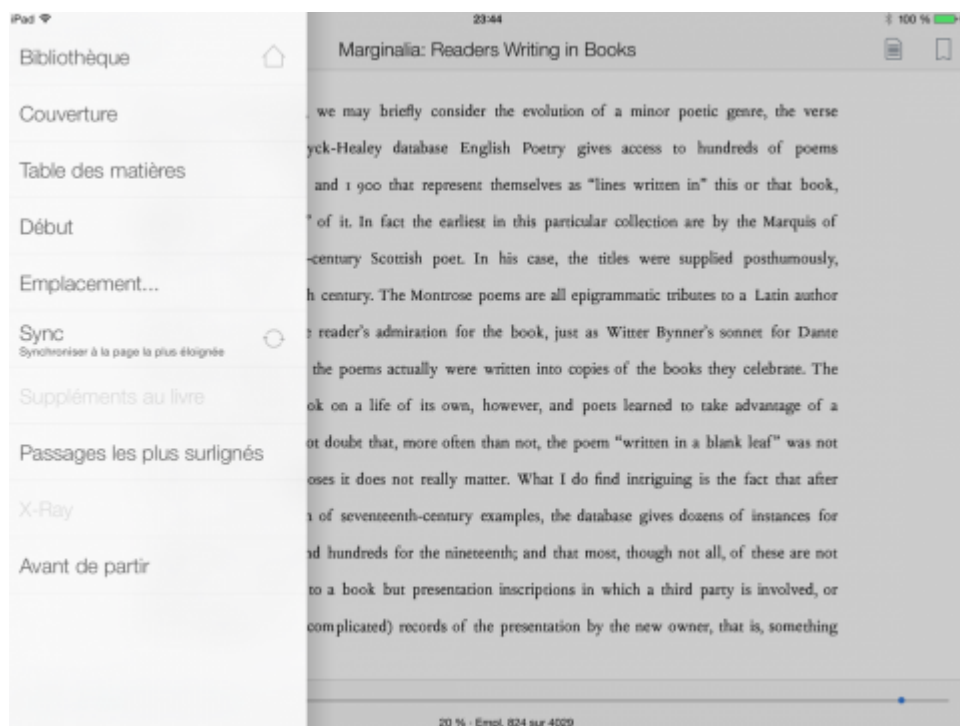 iPad 23:44 100 %
Marginalia: Readers Writing in Books
Bibliothèque
Couverture
Table des matières
Début
Emplacement...
Sync
Synchroniser à la page la plus éloignée
Suppléments au livre
Passages les plus surlignés
X-Ray
Avant de partir
we may briefly consider the evolution of a minor poetic genre, the verse
yck-Healey database English Poetry gives access to hundreds of poems
and 1 900 that represent themselves as “lines written in” this or that book,
” of it. In fact the earliest in this particular collection are by the Marquis of
-century Scottish poet. In his case, the titles were supplied posthumously,
h century. The Montrose poems are all epigrammatic tributes to a Latin author
reader’s admiration for the book, just as Witter Bynner’s sonnet for Dante
the poems actually were written into copies of the books they celebrate. The
ok on a life of its own, however, and poets learned to take advantage of a
ot doubt that, more often than not, the poem “written in a blank leaf” was not
oses it does not really matter. What I do find intriguing is the fact that after
of seventeenth-century examples, the database gives dozens of instances for
nd hundreds for the nineteenth; and that most, though not all, of these are not
to a book but presentation inscriptions in which a third party is involved, or
complicated) records of the presentation by the new owner, that is, something
20 % · Empl. 824 sur 4029